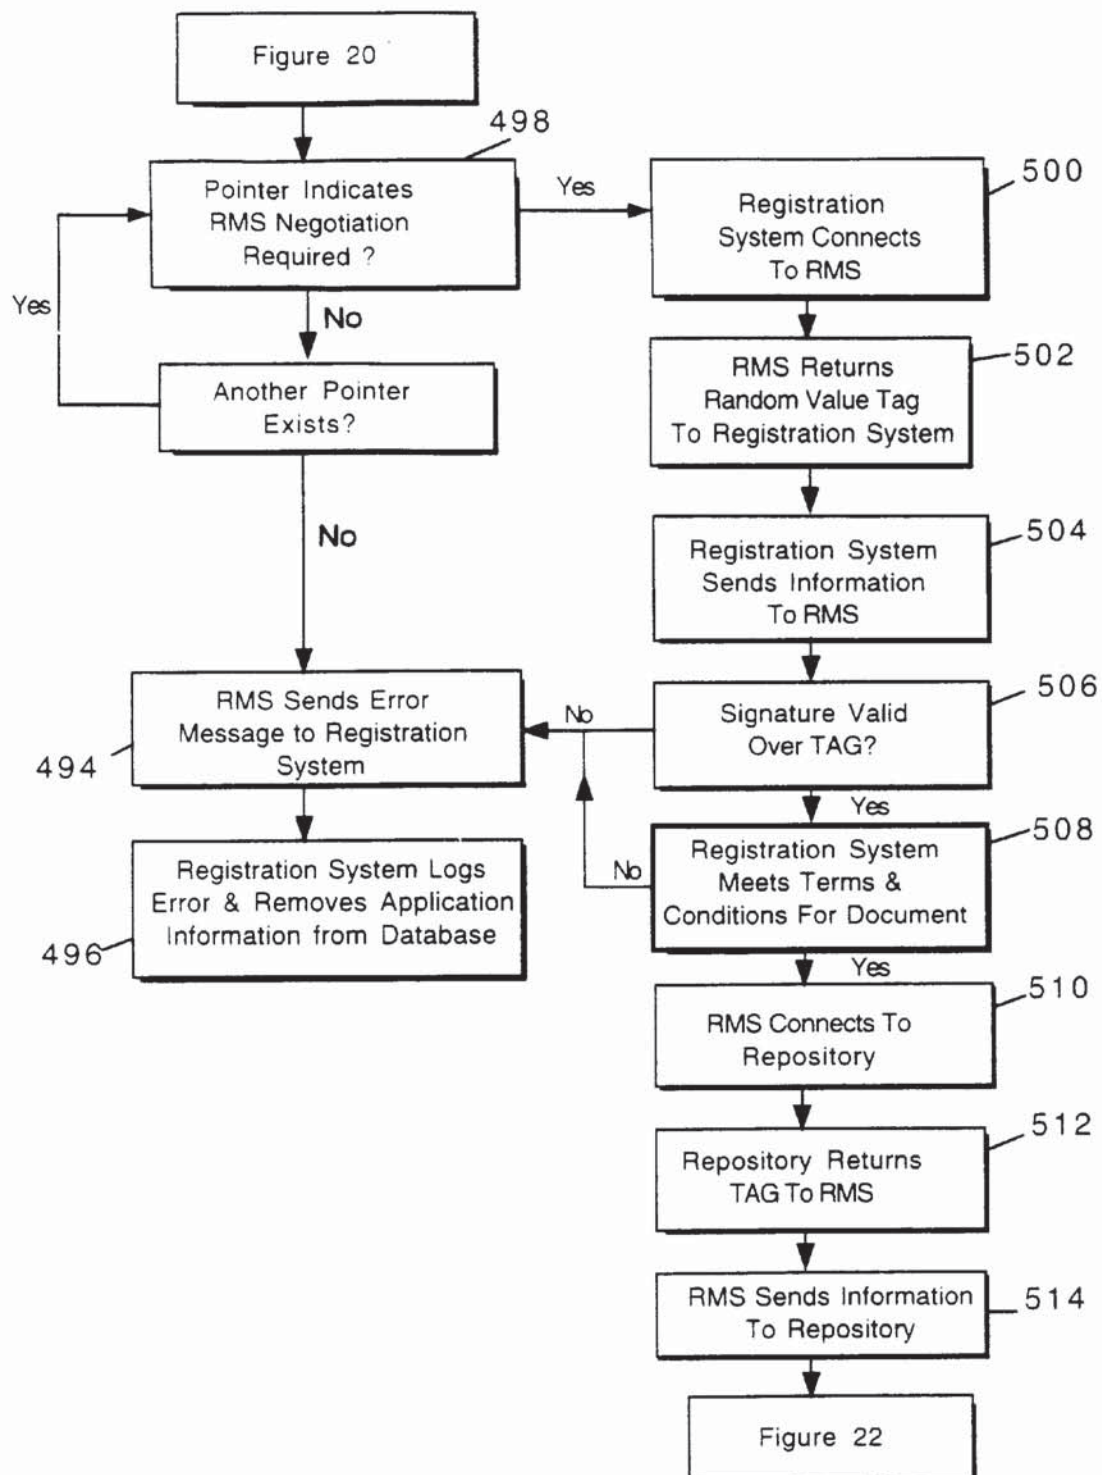 Figure 20
498
Pointer Indicates
RMS Negotiation
Required ?
Yes
Registration
System Connects
To RMS
500
Yes
No
RMS Returns
Random Value Tag
To Registration System
502
Another Pointer
Exists?
No
Registration System
Sends Information
To RMS
504
RMS Sends Error
Message to Registration
System
494
No
Signature Valid
Over TAG?
506
Yes
Registration System Logs
Error & Removes Application
Information from Database
496
No
Registration System
Meets Terms &
Conditions For Document
508
Yes
RMS Connects To
Repository
510
Repository Returns
TAG To RMS
512
RMS Sends Information
To Repository
514
Figure 22